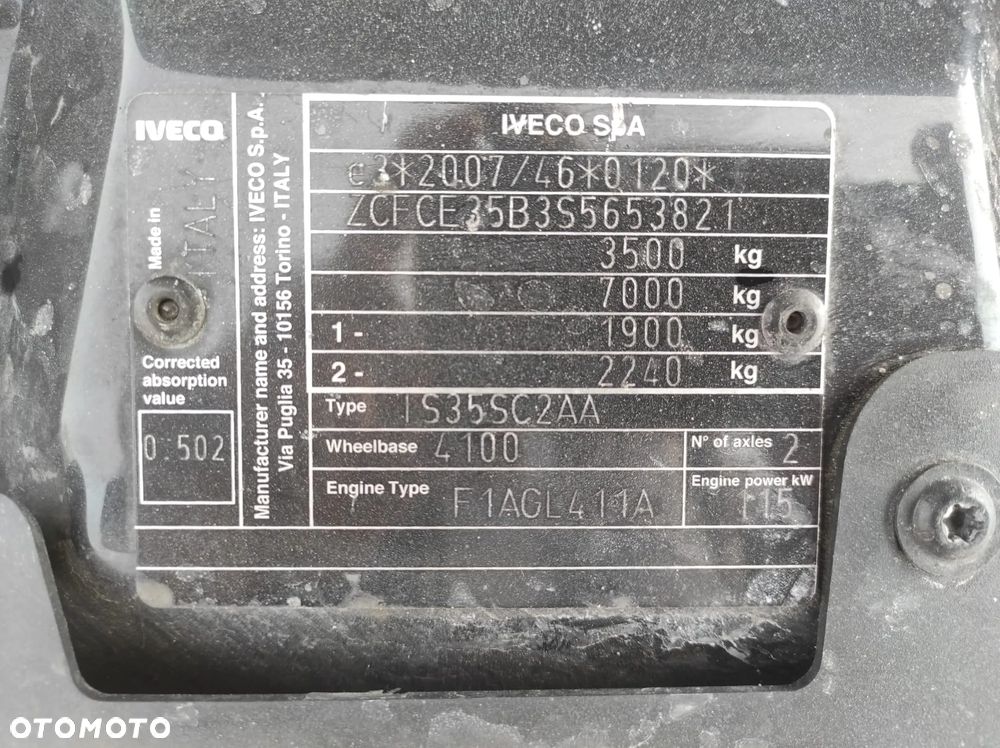 IVECO
Made in ITALY
Manufacturer name and address: IVECO S.p.A.
Via Puglia 35 - 10156 Torino - ITALY
Corrected
absorption
value
0.502
IVECO SpA
e3*2007/46*0120*
ZCFCE35B3S5653821
3500 kg
7000 kg
1 - 1900 kg
2 - 2240 kg
Type IS35SC2AA
Wheelbase 4100 N° of axles 2
Engine Type F1AGL411A Engine power kW 115
OTOMOTO